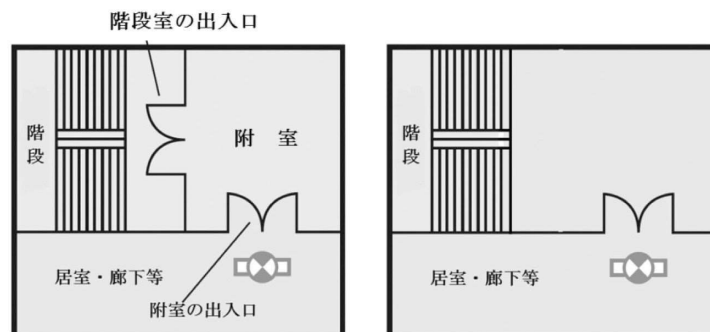 階段室の出入口
階段
附 室
居室・廊下等
附室の出入口
階段
居室・廊下等